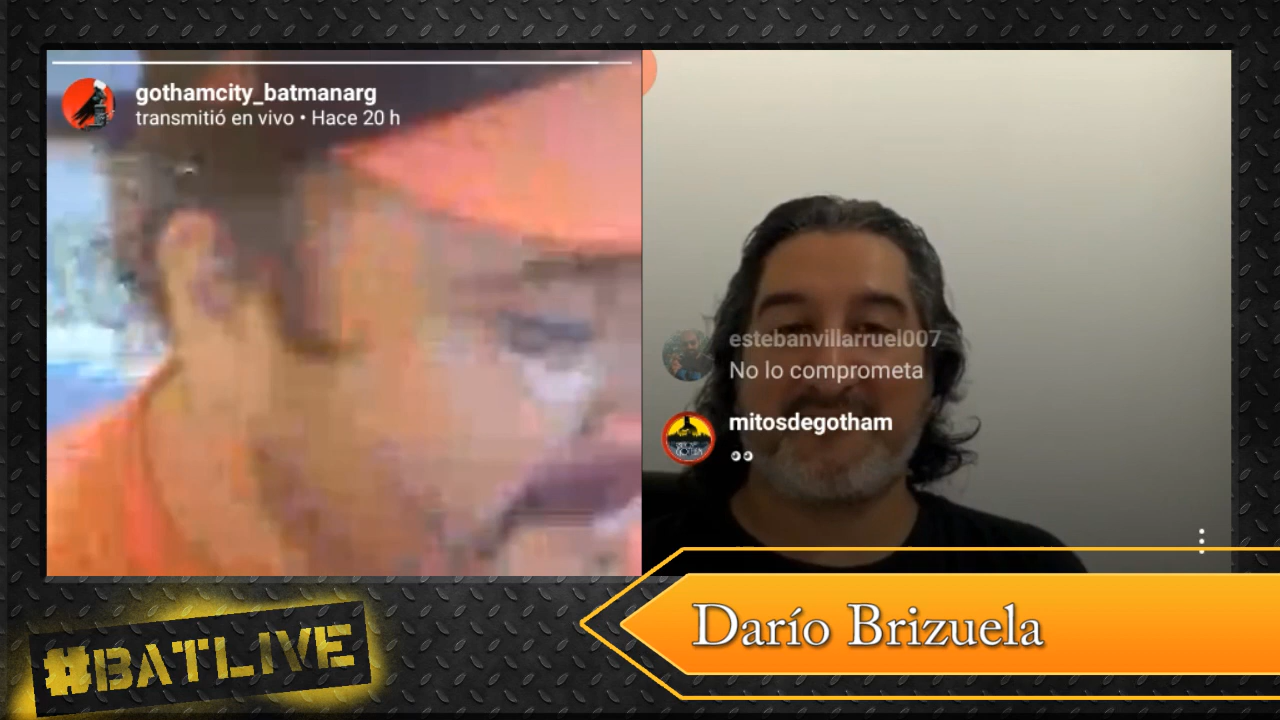 gothamcity_batmanarg
transmitió en vivo • Hace 20 h
estebanvillarruel007
No lo comprometa
mitosdegotham
👀
Darío Brizuela
#BATLIVE